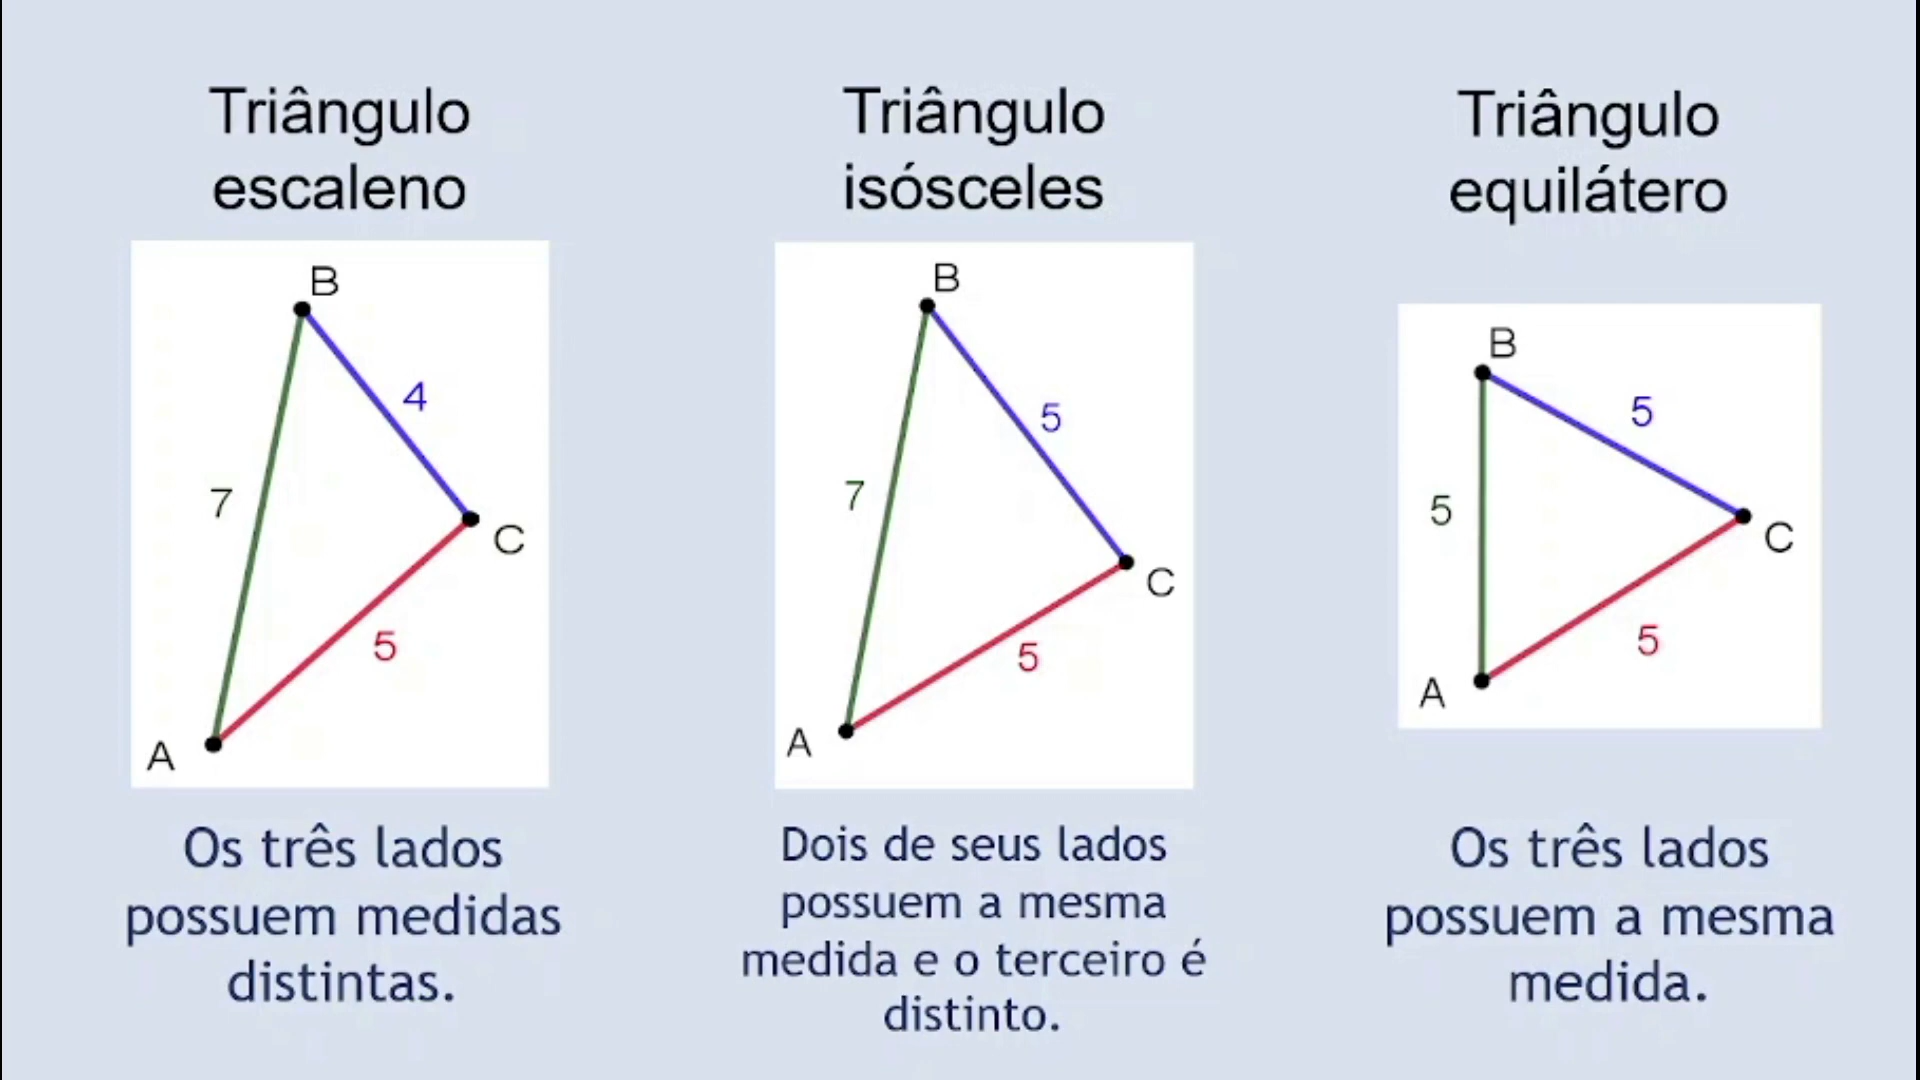 Triângulo
escaleno
B
4
7
C
5
A
Os três lados
possuem medidas
distintas.
Triângulo
isósceles
B
5
7
C
5
A
Dois de seus lados
possuem a mesma
medida e o terceiro é
distinto.
Triângulo
equilátero
B
5
5
C
5
A
Os três lados
possuem a mesma
medida.